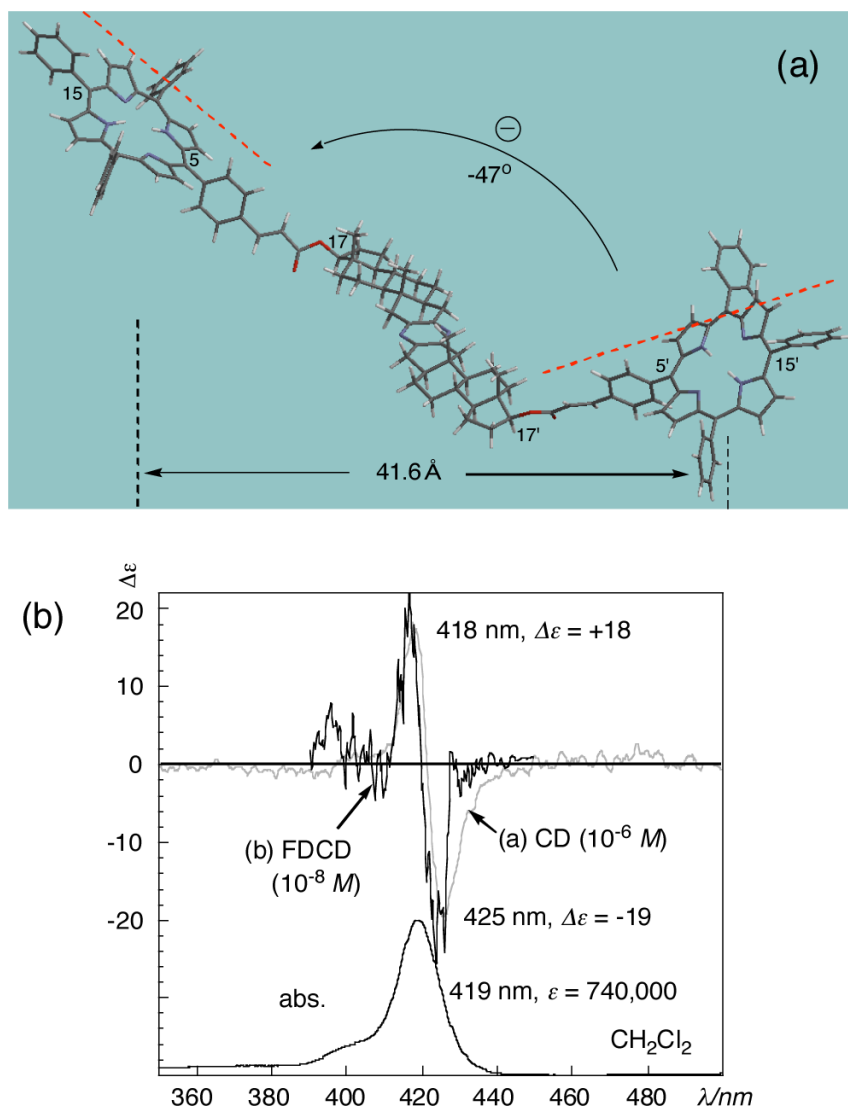 (a)
15
5
⊖
-47°
17
5'
15'
17'
41.6 Å
(b)
Δε
20
10
0
-10
-20
418 nm, Δε = +18
(b) FDCD
(10⁻⁸ M)
(a) CD (10⁻⁶ M)
425 nm, Δε = -19
419 nm, ε = 740,000
abs.
CH₂Cl₂
360 380 400 420 440 460 480 λ/nm